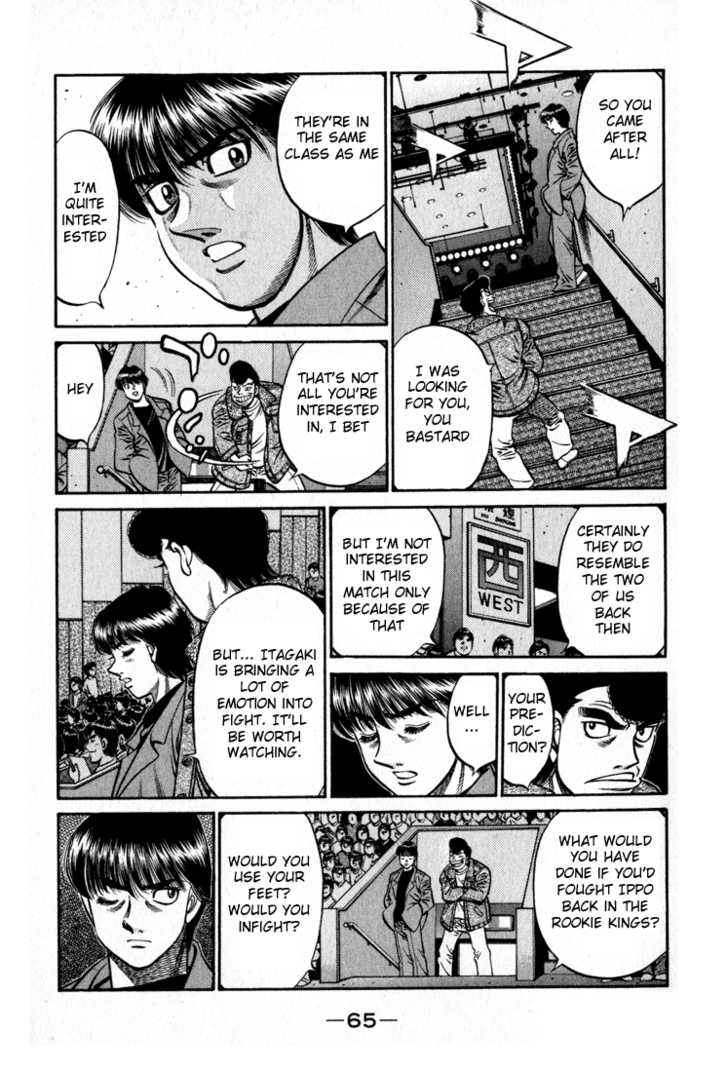 SO YOU
CAME
AFTER
ALL!
I WAS
LOOKING
FOR YOU,
YOU
BASTARD
THEY'RE IN
THE SAME
CLASS AS ME
I'M
QUITE
INTER-
ESTED
THAT'S NOT
ALL YOU'RE
INTERESTED
IN, I BET
HEY
CERTAINLY
THEY DO
RESEMBLE
THE TWO
OF US
BACK
THEN
西
WEST
BUT I'M NOT
INTERESTED
IN THIS
MATCH ONLY
BECAUSE OF
THAT
BUT... ITAGAKI
IS BRINGING A
LOT OF
EMOTION INTO
FIGHT. IT'LL
BE WORTH
WATCHING.
YOUR
PRE-
DIC-
TION?
WELL
...
WHAT WOULD
YOU HAVE
DONE IF YOU'D
FOUGHT IPPO
BACK IN THE
ROOKIE KINGS?
WOULD YOU
USE YOUR
FEET?
WOULD YOU
INFIGHT?
—65—